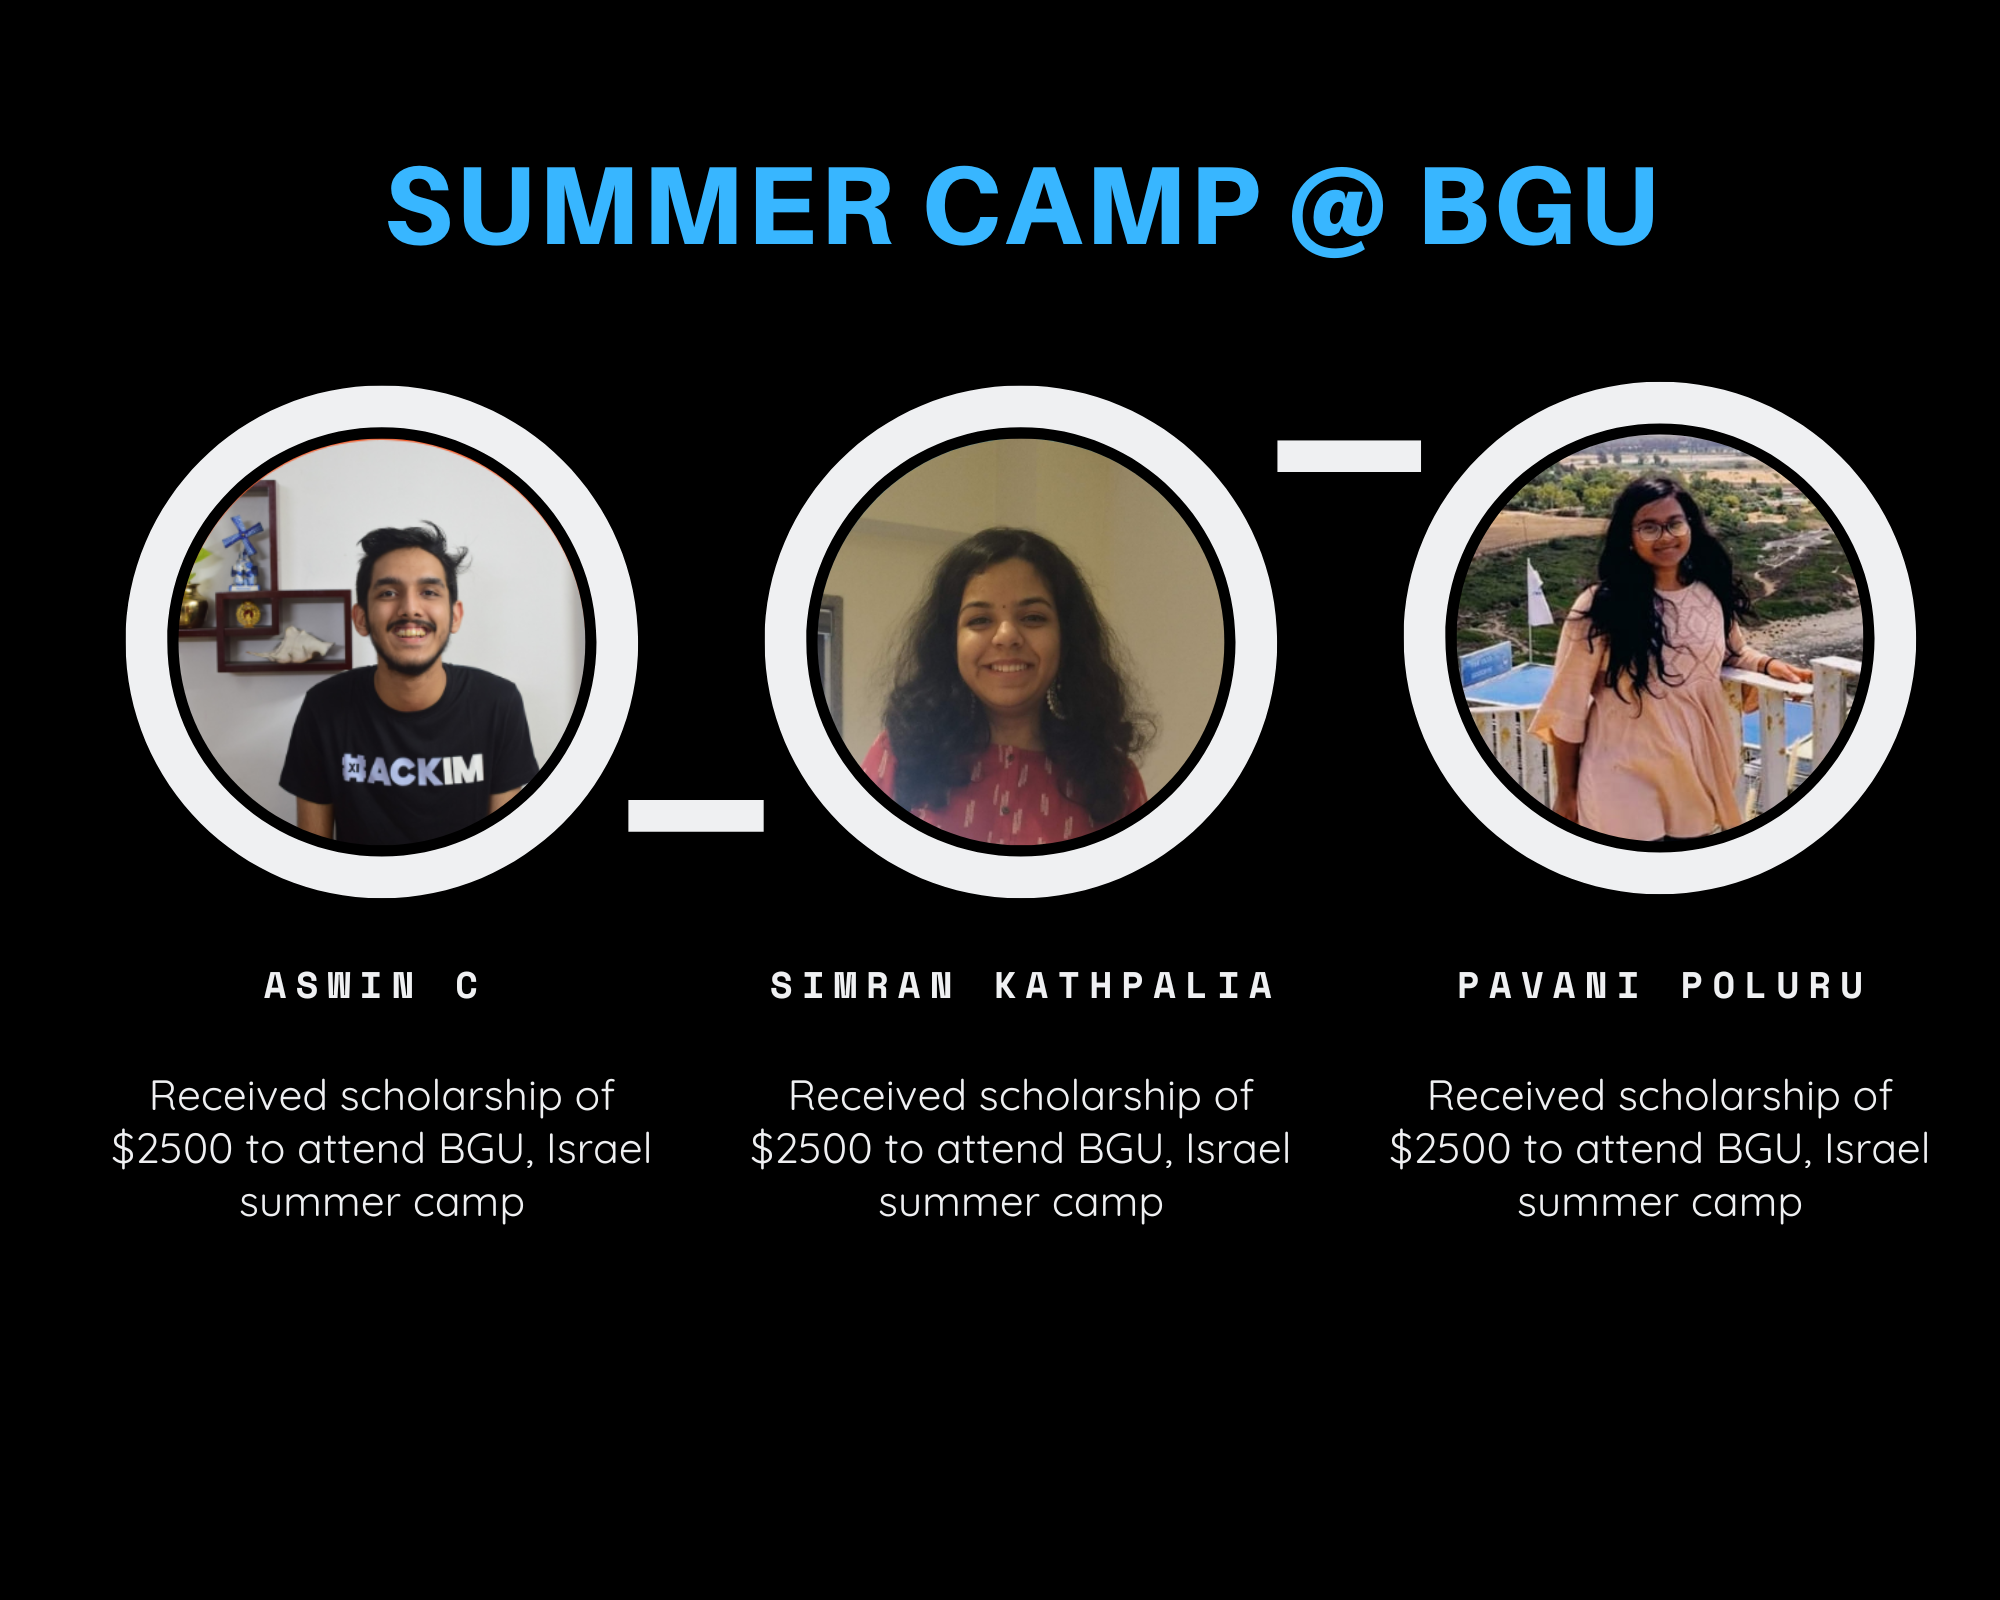 SUMMER CAMP @ BGU
#ACKIM
XI
ASWIN C
SIMRAN KATHPALIA
PAVANI POLURU
Received scholarship of
$2500 to attend BGU, Israel
summer camp
Received scholarship of
$2500 to attend BGU, Israel
summer camp
Received scholarship of
$2500 to attend BGU, Israel
summer camp